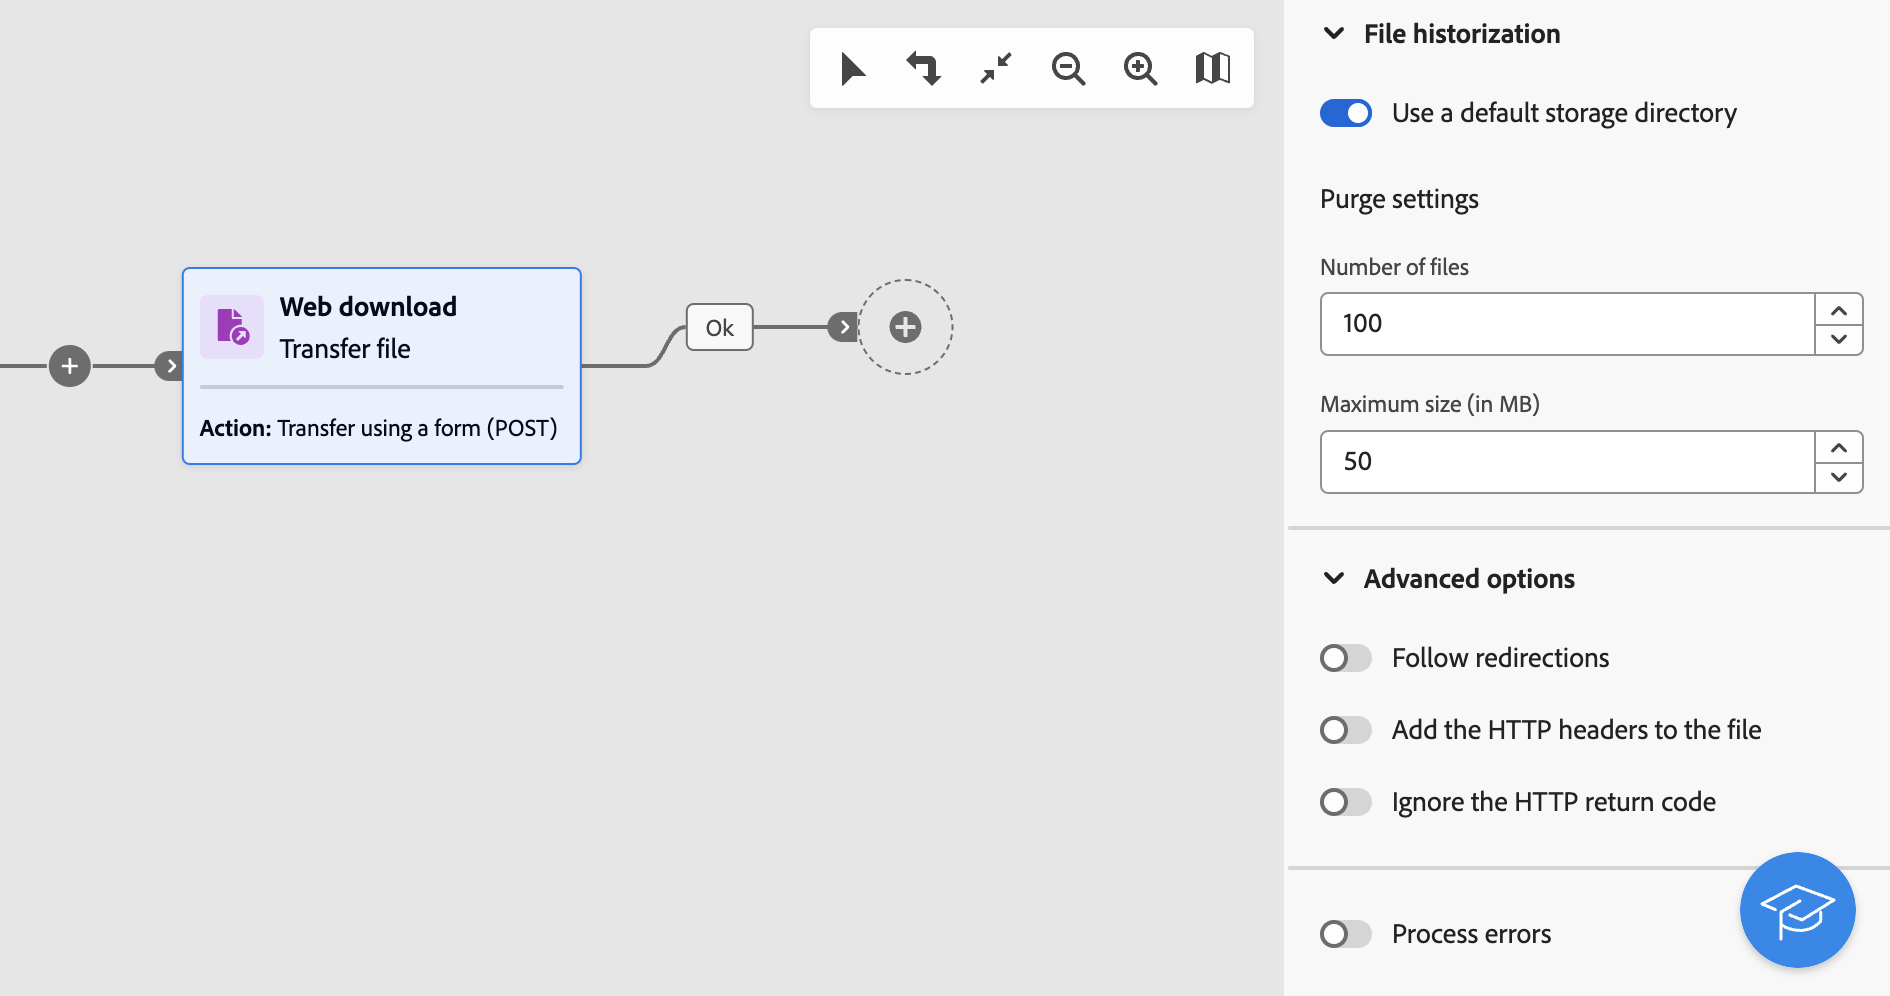 File historization
Use a default storage directory
Purge settings
Number of files
100
Maximum size (in MB)
50
Advanced options
Follow redirections
Add the HTTP headers to the file
Ignore the HTTP return code
Process errors
Web download
Transfer file
Action: Transfer using a form (POST)
Ok